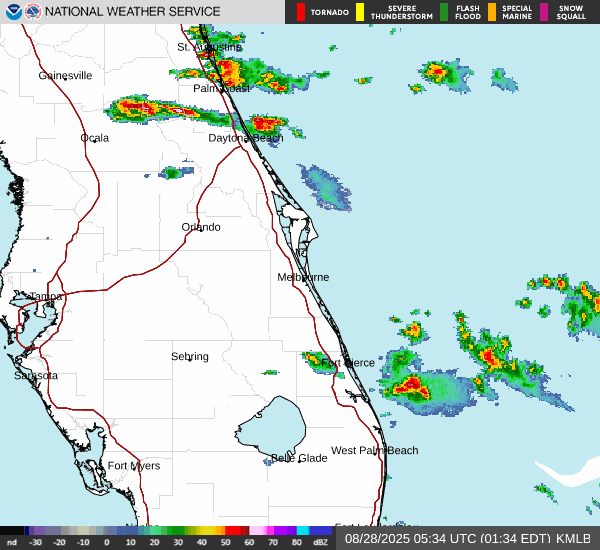 NATIONAL WEATHER SERVICE
TORNADO
SEVERE
THUNDERSTORM
FLASH
FLOOD
SPECIAL
MARINE
SNOW
SQUALL
St. Augustine
Gainesville
Palm Coast
Ocala
Daytona Beach
Orlando
Melbourne
Tampa
Sebring
Fort Pierce
Sarasota
West Palm Beach
Belle Glade
Fort Myers
nd -30 -20 -10 0 10 20 30 40 50 60 70 80 dBZ
08/28/2025 05:34 UTC (01:34 EDT) KMLB